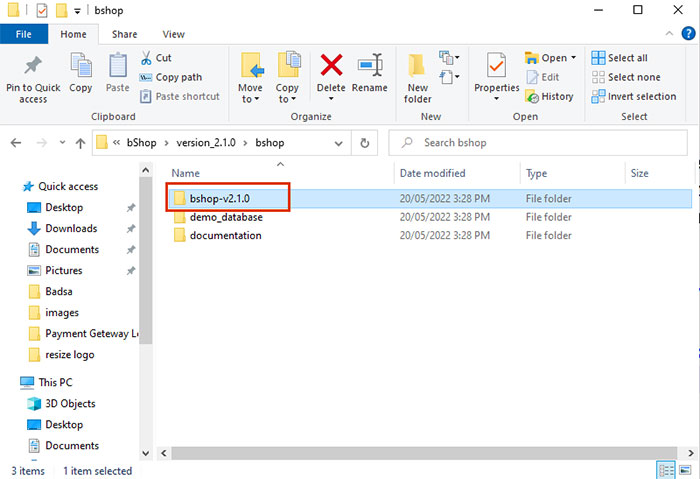 bshop
File Home Share View
Pin to Quick access
Copy
Paste
Cut
Copy path
Paste shortcut
Clipboard
Move to
Copy to
Delete
Rename
Organize
New folder
New
Properties
Open
Edit
History
Open
Select all
Select none
Invert selection
Select
« bShop > version_2.1.0 > bshop
Search bshop
Name Date modified Type Size
bshop-v2.1.0 20/05/2022 3:28 PM File folder
demo_database 20/05/2022 3:28 PM File folder
documentation 20/05/2022 3:28 PM File folder
Quick access
Desktop
Downloads
Documents
Pictures
Badsa
images
Payment Geteway Lo
resize logo
This PC
3D Objects
Desktop
Documents
3 items 1 item selected